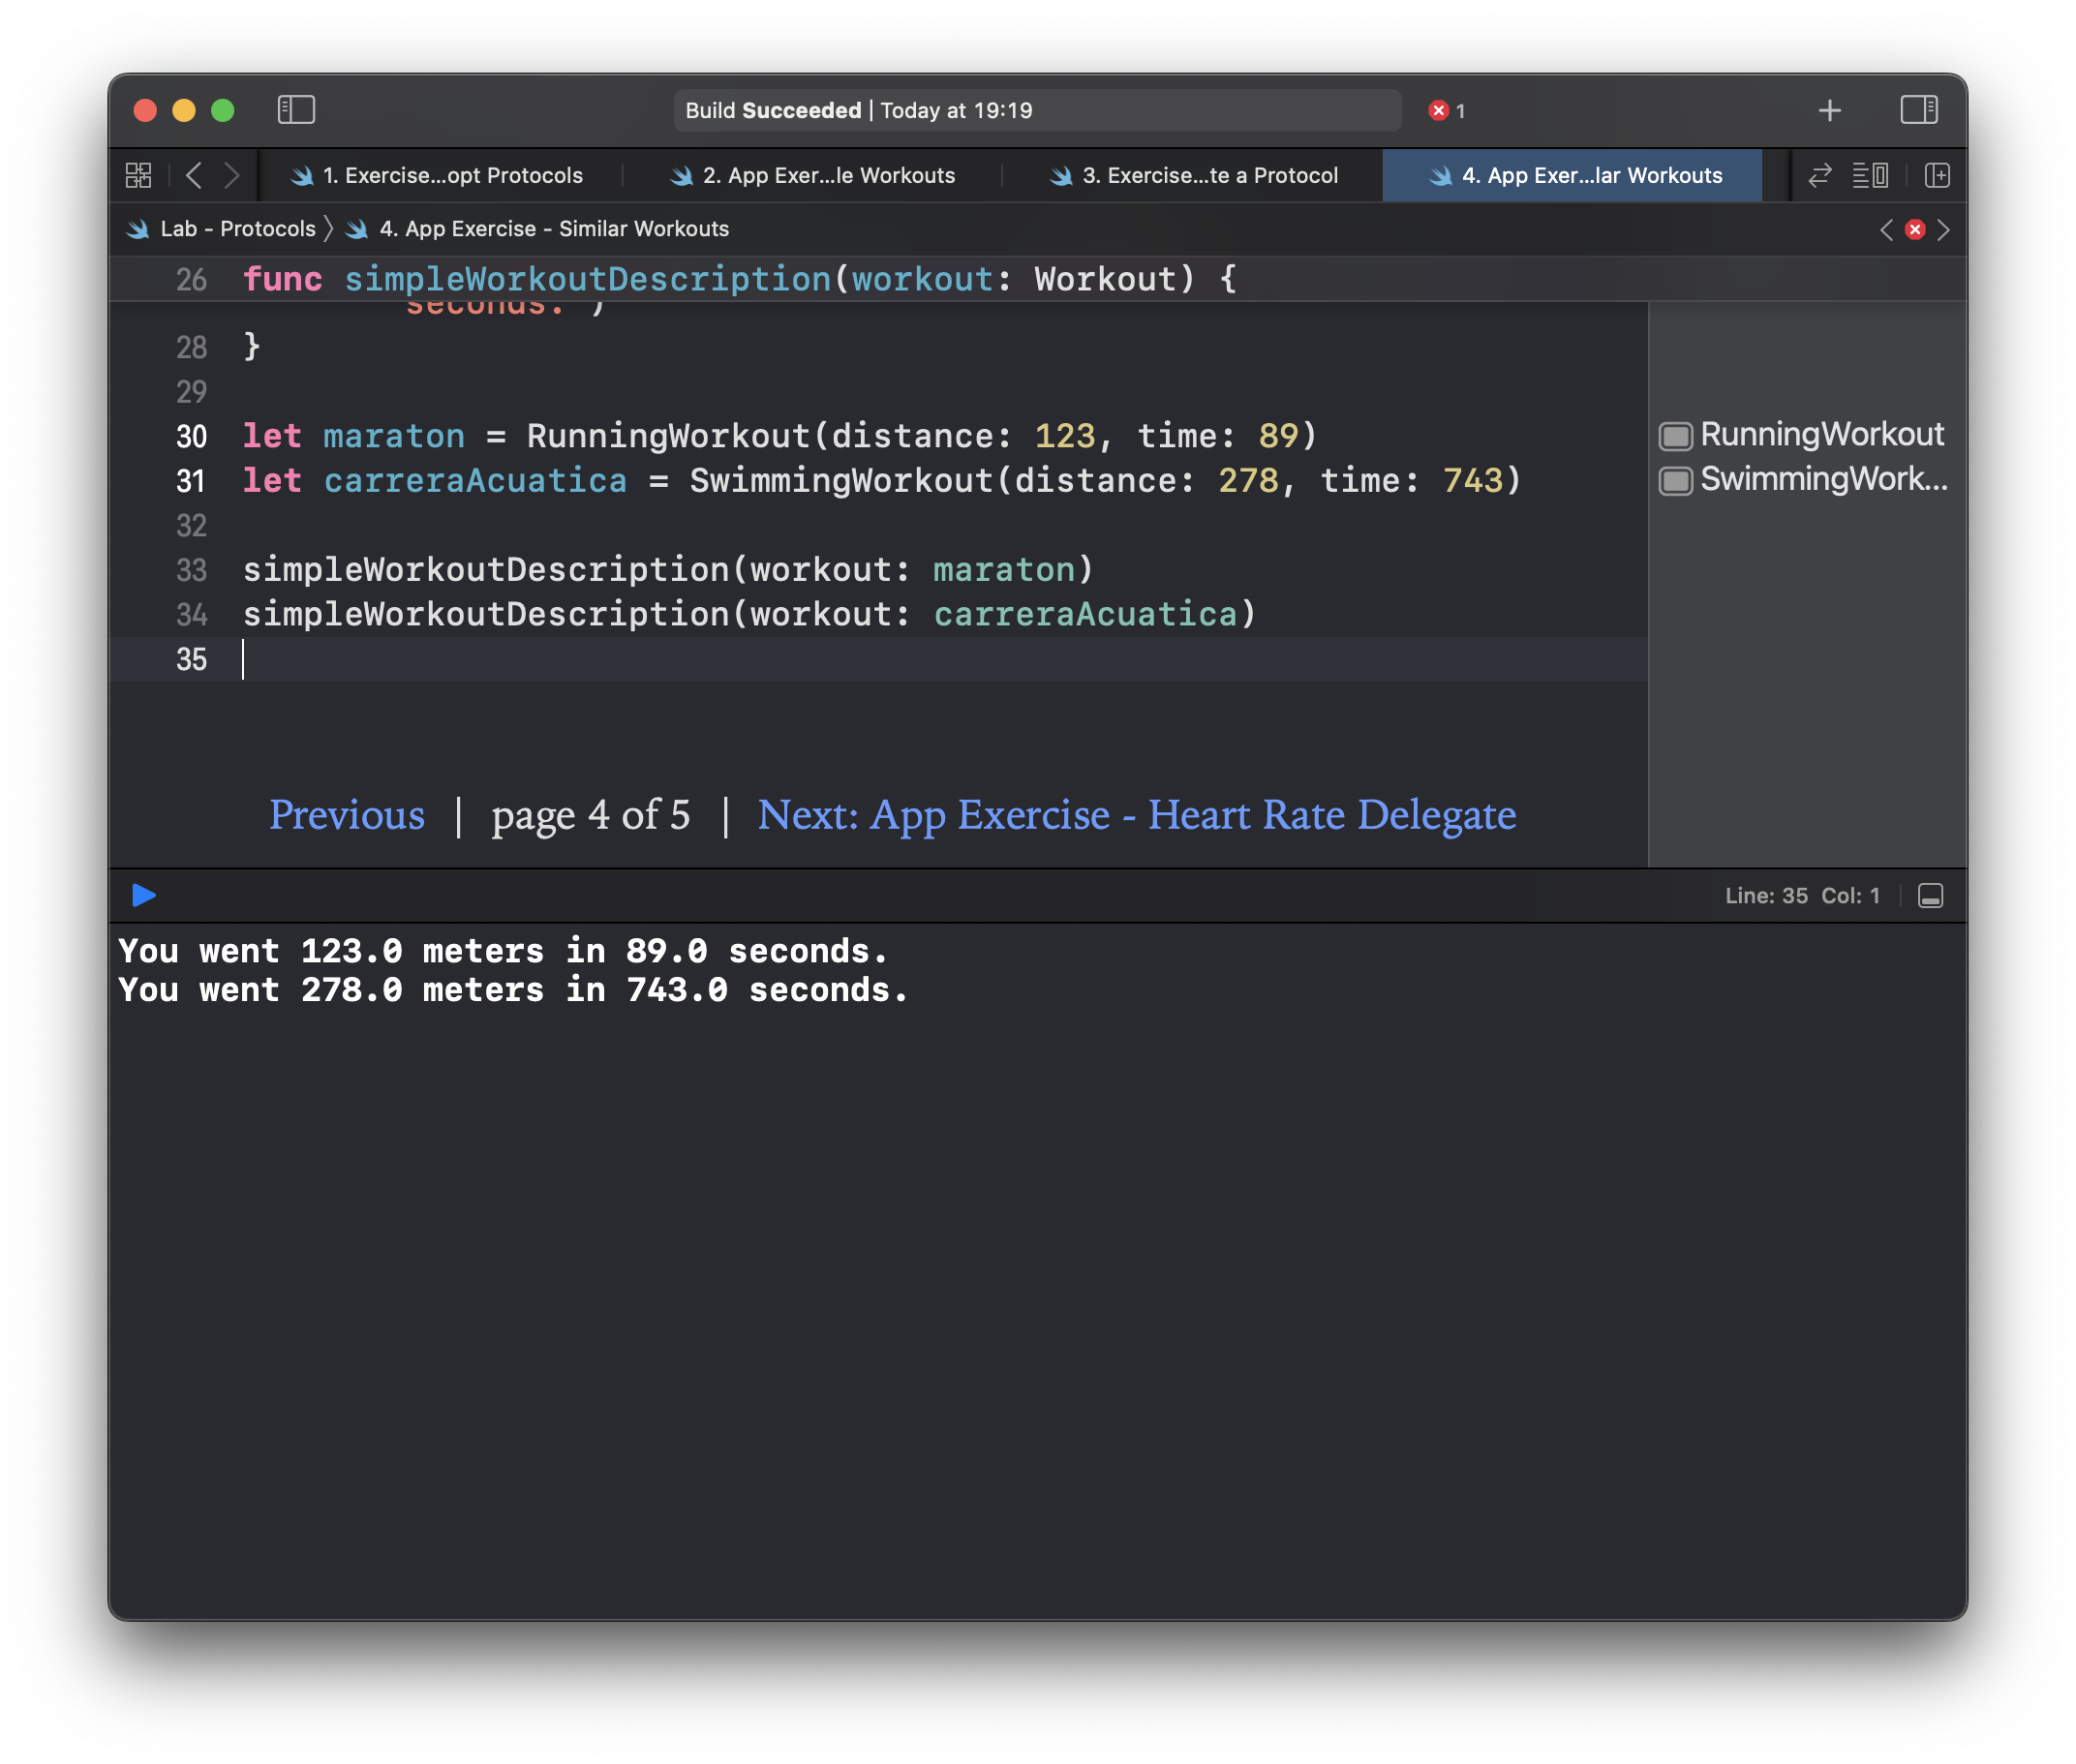 Build Succeeded | Today at 19:19
1
1. Exercise...opt Protocols
2. App Exer...le Workouts
3. Exercise...te a Protocol
4. App Exer...lar Workouts
Lab - Protocols
4. App Exercise - Similar Workouts
26 func simpleWorkoutDescription(workout: Workout) {
seconds.")
28 }
29
30 let maraton = RunningWorkout(distance: 123, time: 89)
RunningWorkout
31 let carreraAcuatica = SwimmingWorkout(distance: 278, time: 743)
SwimmingWork...
32
33 simpleWorkoutDescription(workout: maraton)
34 simpleWorkoutDescription(workout: carreraAcuatica)
35
Previous | page 4 of 5 | Next: App Exercise - Heart Rate Delegate
Line: 35 Col: 1
You went 123.0 meters in 89.0 seconds.
You went 278.0 meters in 743.0 seconds.